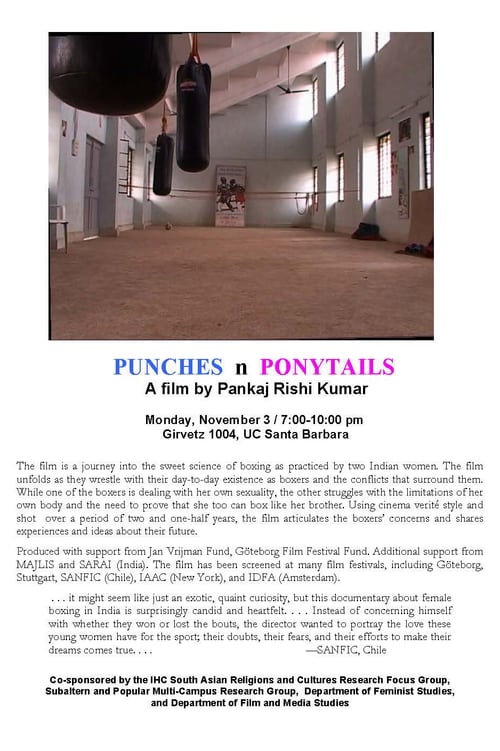 PUNCHES n PONYTAILS
A film by Pankaj Rishi Kumar
Monday, November 3 / 7:00-10:00 pm
Girvetz 1004, UC Santa Barbara
The film is a journey into the sweet science of boxing as practiced by two Indian women. The film
unfolds as they wrestle with their day-to-day existence as boxers and the conflicts that surround them.
While one of the boxers is dealing with her own sexuality, the other struggles with the limitations of her
own body and the need to prove that she too can box like her brother. Using cinema verité style and
shot over a period of two and one-half years, the film articulates the boxers' concerns and shares
experiences and ideas about their future.
Produced with support from Jan Vrijman Fund, Göteborg Film Festival Fund. Additional support from
MAJLIS and SARAI (India). The film has been screened at many film festivals, including Göteborg,
Stuttgart, SANFIC (Chile), IAAC (New York), and IDFA (Amsterdam).
. . . it might seem like just an exotic, quaint curiosity, but this documentary about female
boxing in India is surprisingly candid and heartfelt. . . . Instead of concerning himself
with whether they won or lost the bouts, the director wanted to portray the love these
young women have for the sport; their doubts, their fears, and their efforts to make their
dreams come true. . . . —SANFIC, Chile
Co-sponsored by the IHC South Asian Religions and Cultures Research Focus Group,
Subaltern and Popular Multi-Campus Research Group, Department of Feminist Studies,
and Department of Film and Media Studies